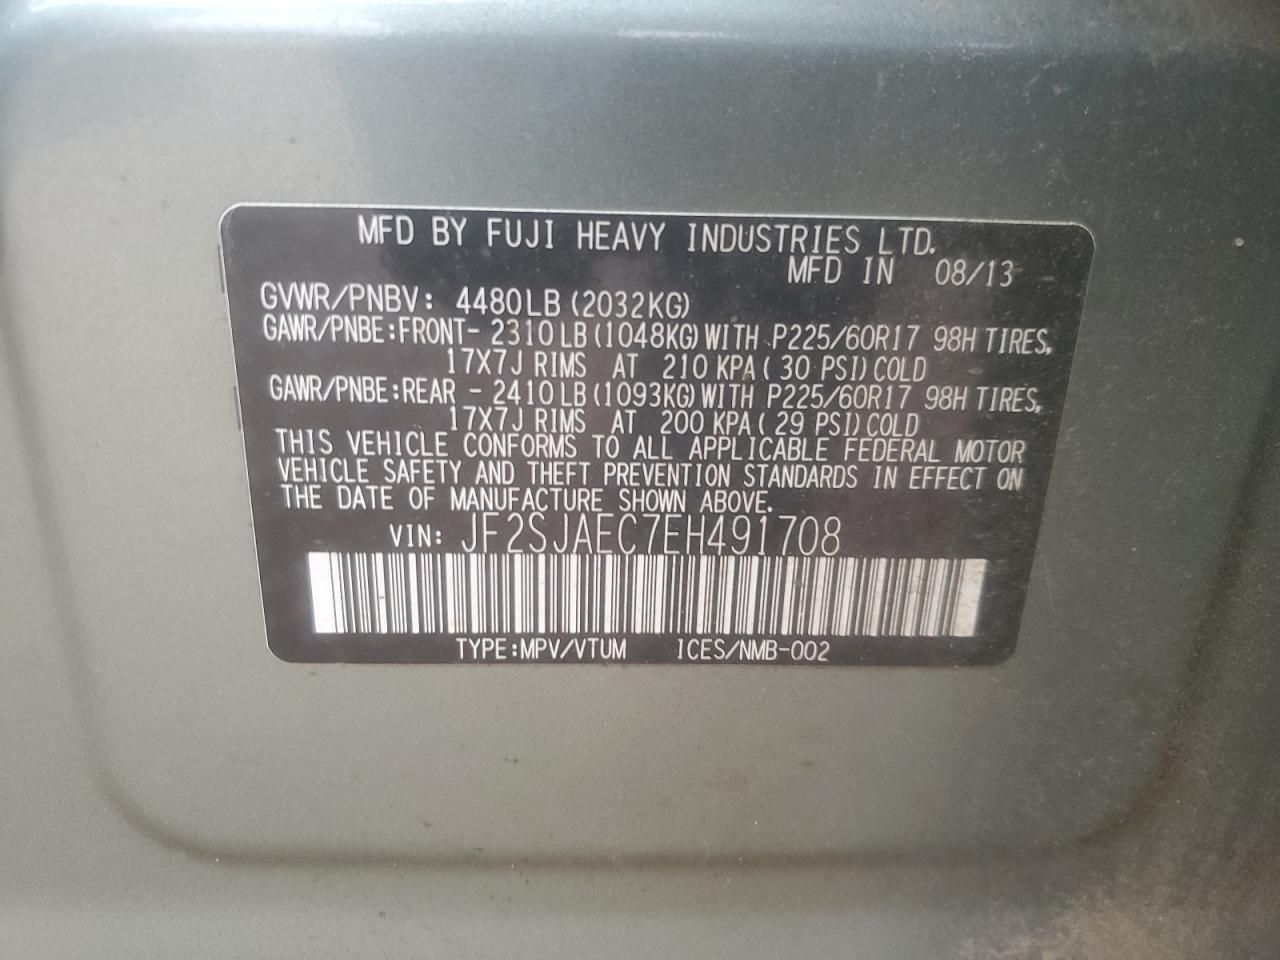 MFD BY FUJI HEAVY INDUSTRIES LTD.
MFD IN 08/13
GVWR/PNBV: 4480LB (2032KG)
GAWR/PNBE:FRONT- 2310LB (1048KG) WITH P225/60R17 98H TIRES,
17X7J RIMS AT 210 KPA ( 30 PSI) COLD
GAWR/PNBE:REAR - 2410LB (1093KG) WITH P225/60R17 98H TIRES,
17X7J RIMS AT 200 KPA ( 29 PSI) COLD
THIS VEHICLE CONFORMS TO ALL APPLICABLE FEDERAL MOTOR
VEHICLE SAFETY AND THEFT PREVENTION STANDARDS IN EFFECT ON
THE DATE OF MANUFACTURE SHOWN ABOVE.
VIN: JF2SJAEC7EH491708
TYPE:MPV/VTUM ICES/NMB-002